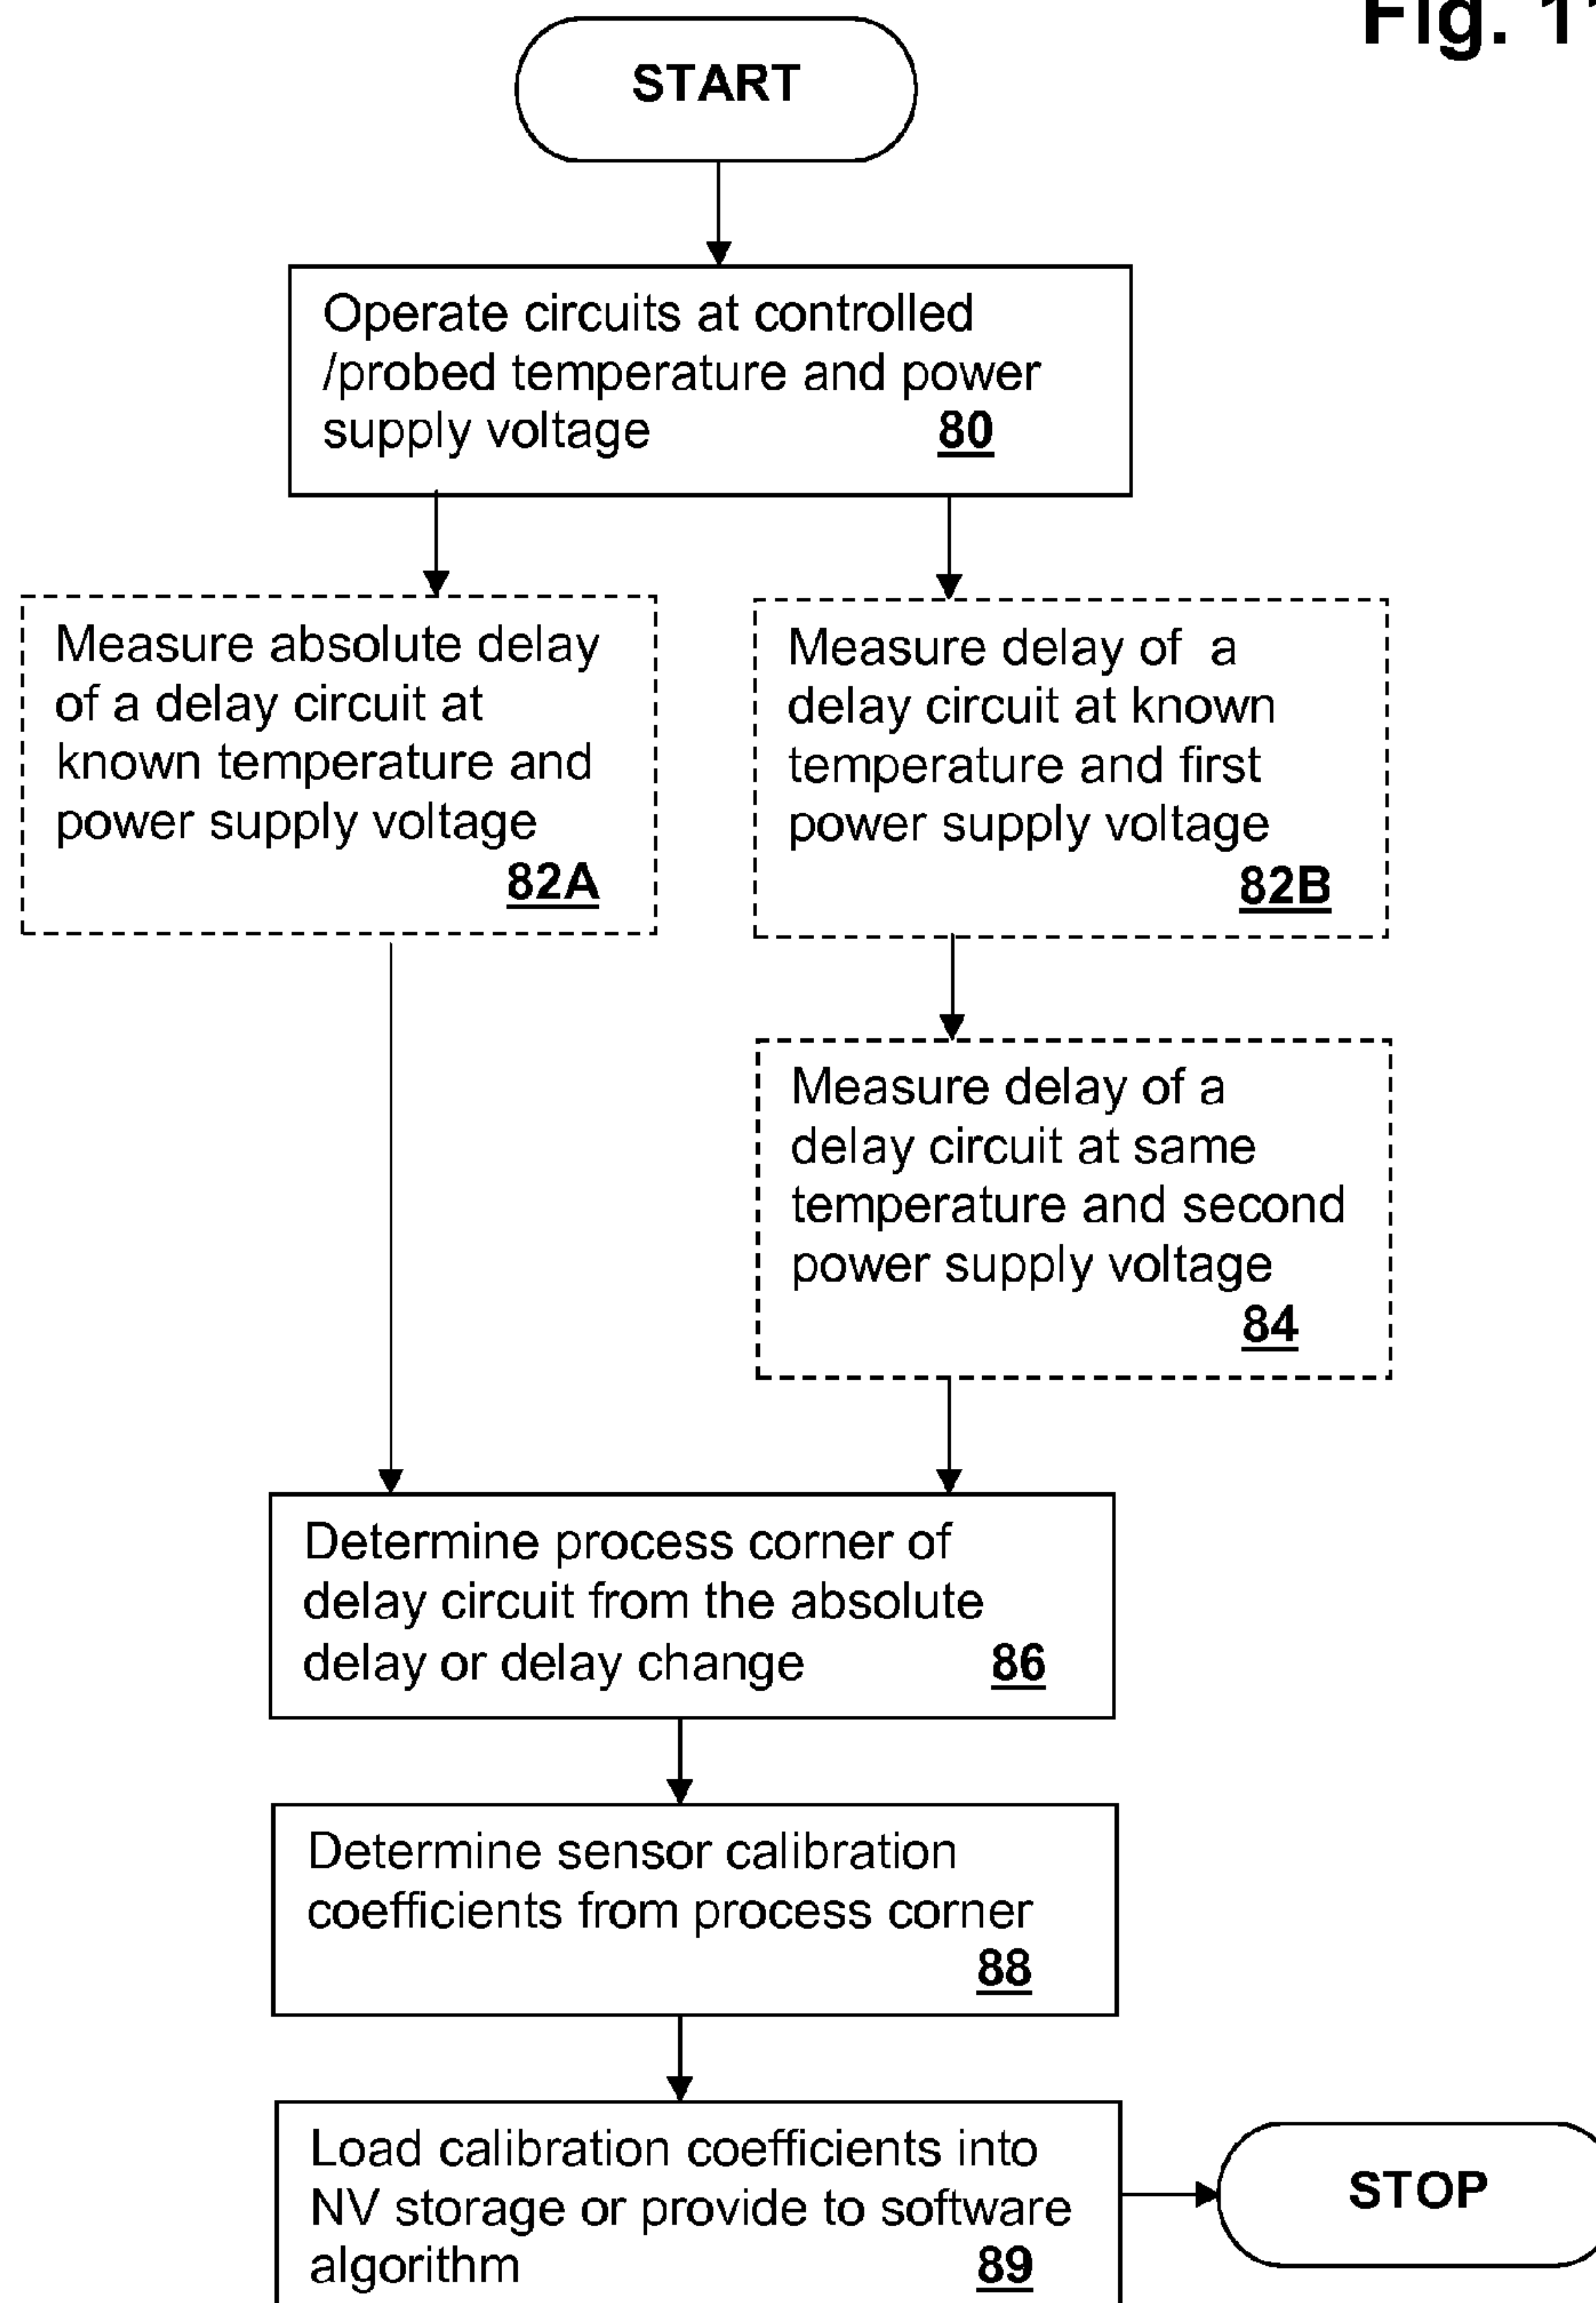 Fig. 11
START
Operate circuits at controlled
/probed temperature and power
supply voltage 80
Measure absolute delay
of a delay circuit at
known temperature and
power supply voltage
82A
Measure delay of a
delay circuit at known
temperature and first
power supply voltage
82B
Measure delay of a
delay circuit at same
temperature and second
power supply voltage
84
Determine process corner of
delay circuit from the absolute
delay or delay change 86
Determine sensor calibration
coefficients from process corner
88
Load calibration coefficients into
NV storage or provide to software
algorithm 89
STOP